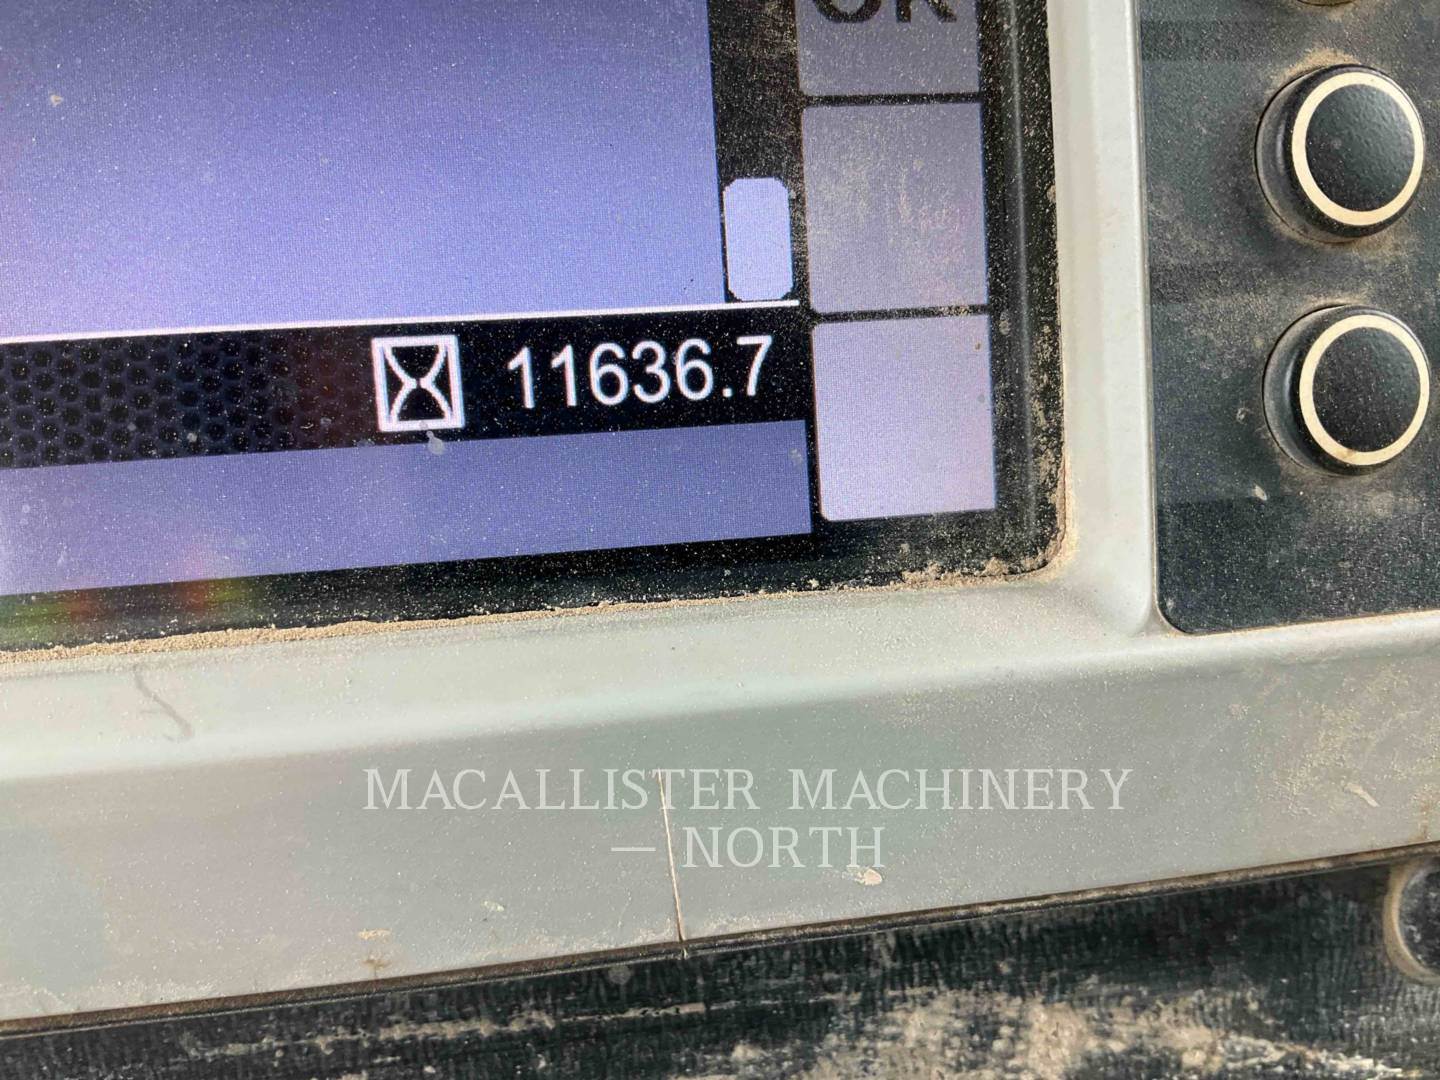 OK
11636.7
MACALLISTER MACHINERY
— NORTH